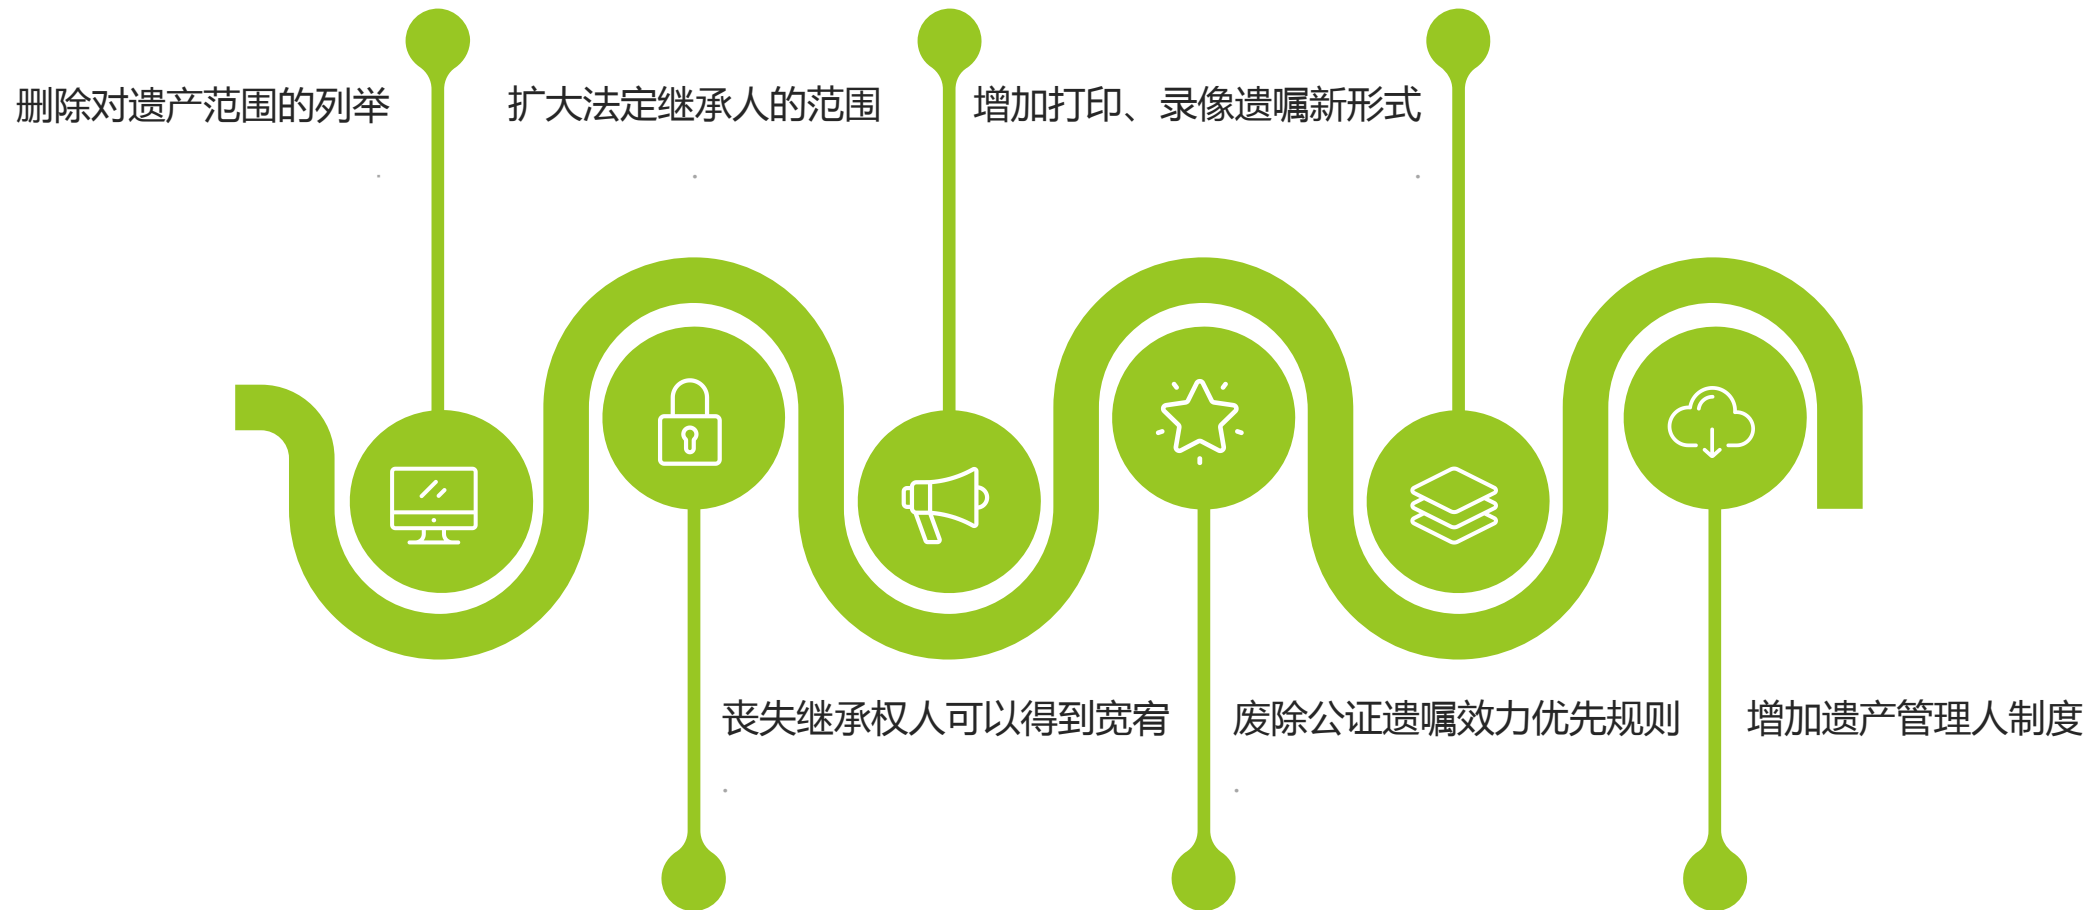 删除对遗产范围的列举
扩大法定继承人的范围
增加打印、录像遗嘱新形式
丧失继承权人可以得到宽宥
废除公证遗嘱效力优先规则
增加遗产管理人制度